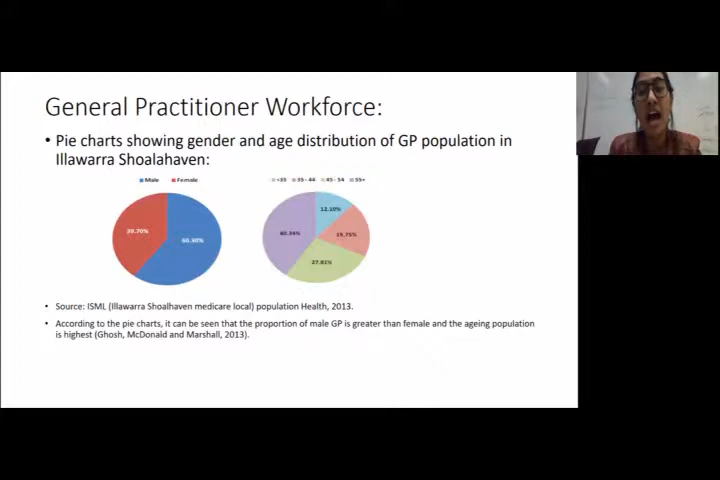 General Practitioner Workforce:
• Pie charts showing gender and age distribution of GP population in
Illawarra Shoalahaven:
Male Female
<35 35 - 44 45 - 54 55+
39.70%
60.30%
12.10%
19.75%
27.81%
40.34%
• Source: ISML (Illawarra Shoalhaven medicare local) population Health, 2013.
• According to the pie charts, it can be seen that the proportion of male GP is greater than female and the ageing population
is highest (Ghosh, McDonald and Marshall, 2013).